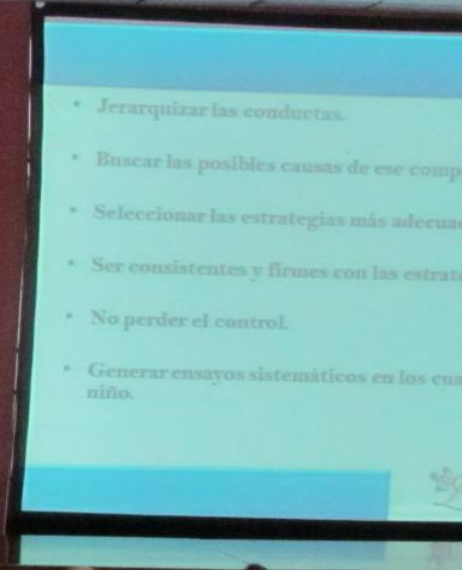 • Jerarquizar las conductas.
• Buscar las posibles causas de ese comp
• Seleccionar las estrategias más adecua
• Ser consistentes y firmes con las estrat
• No perder el control.
• Generar ensayos sistemáticos en los cua
niño.